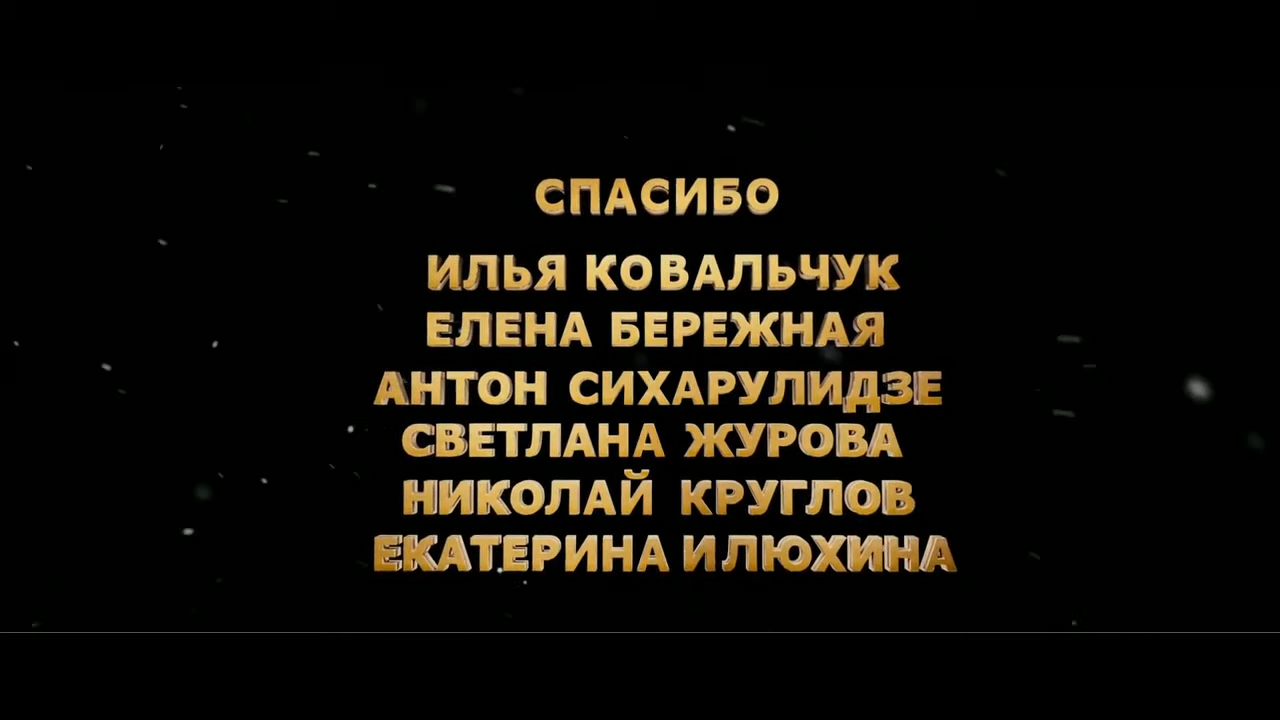 СПАСИБО
ИЛЬЯ КОВАЛЬЧУК
ЕЛЕНА БЕРЕЖНАЯ
АНТОН СИХАРУЛИДЗЕ
СВЕТЛАНА ЖУРОВА
НИКОЛАЙ КРУГЛОВ
ЕКАТЕРИНА ИЛЮХИНА